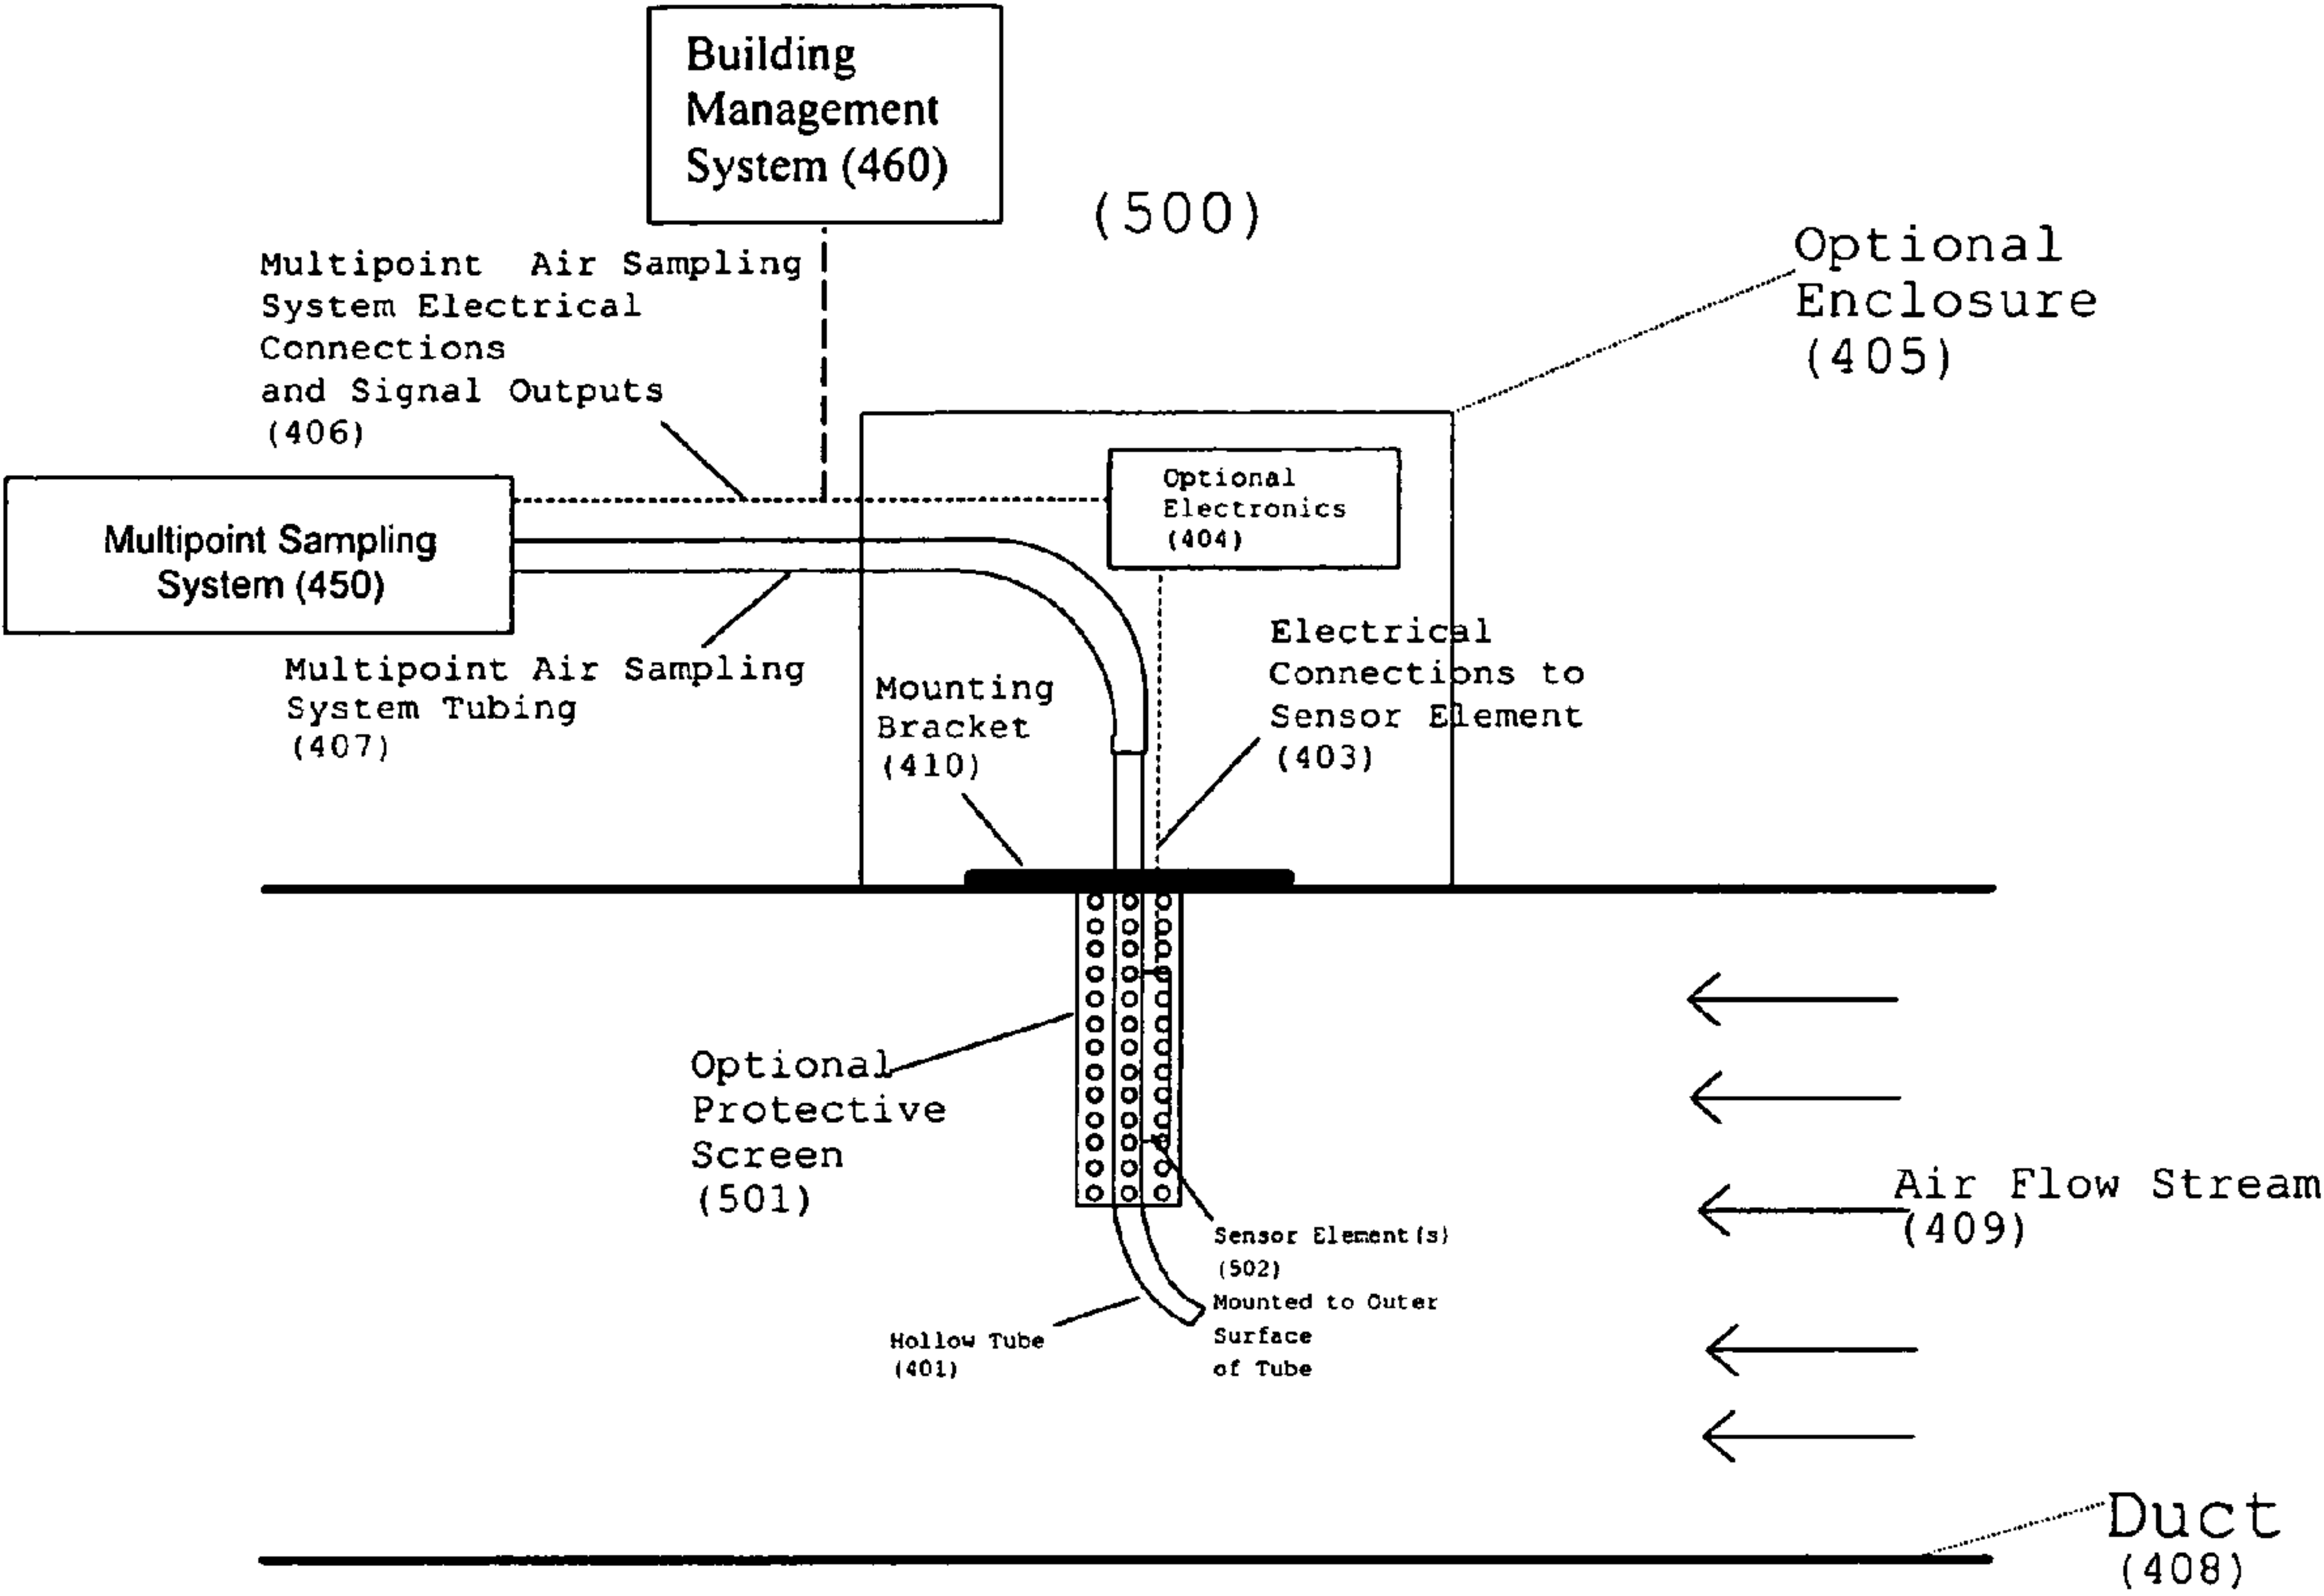 Building
Management
System (460)
(500)
Optional
Enclosure
(405)
Multipoint Air Sampling
System Electrical
Connections
and Signal Outputs
(406)
Optional
Electronics
(404)
Multipoint Sampling
System (450)
Electrical
Connections to
Sensor Element
(403)
Multipoint Air Sampling
System Tubing
(407)
Mounting
Bracket
(410)
Optional
Protective
Screen
(501)
Air Flow Stream
(409)
Sensor Element(s)
(502)
Mounted to Outer
Surface
of Tube
Hollow Tube
(401)
Duct
(408)